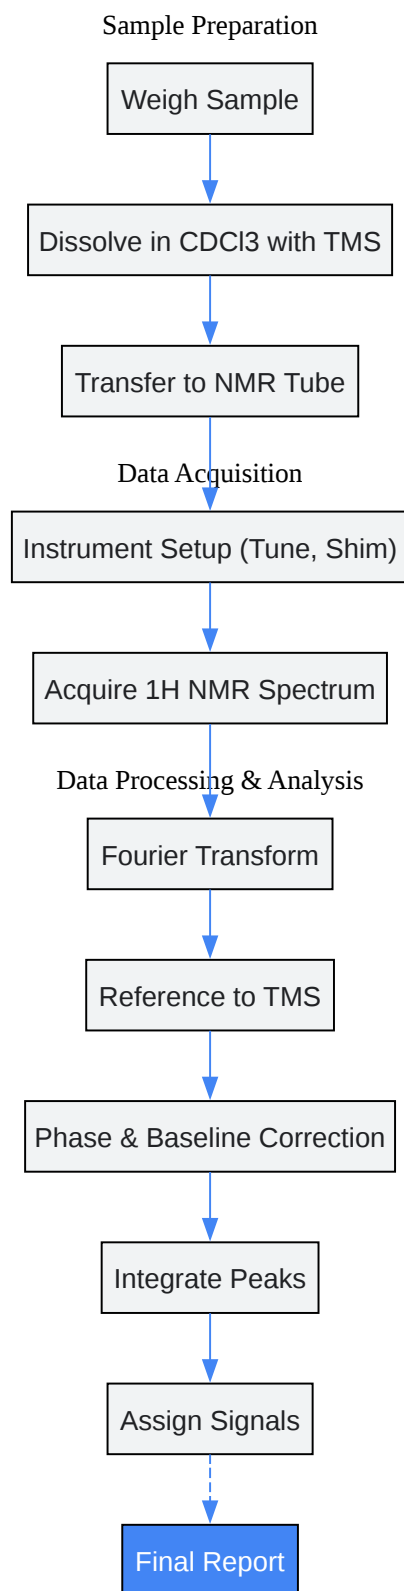 Sample Preparation
Weigh Sample
Dissolve in CDCl3 with TMS
Transfer to NMR Tube
Data Acquisition
Instrument Setup (Tune, Shim)
Acquire 1H NMR Spectrum
Data Processing & Analysis
Fourier Transform
Reference to TMS
Phase & Baseline Correction
Integrate Peaks
Assign Signals
Final Report